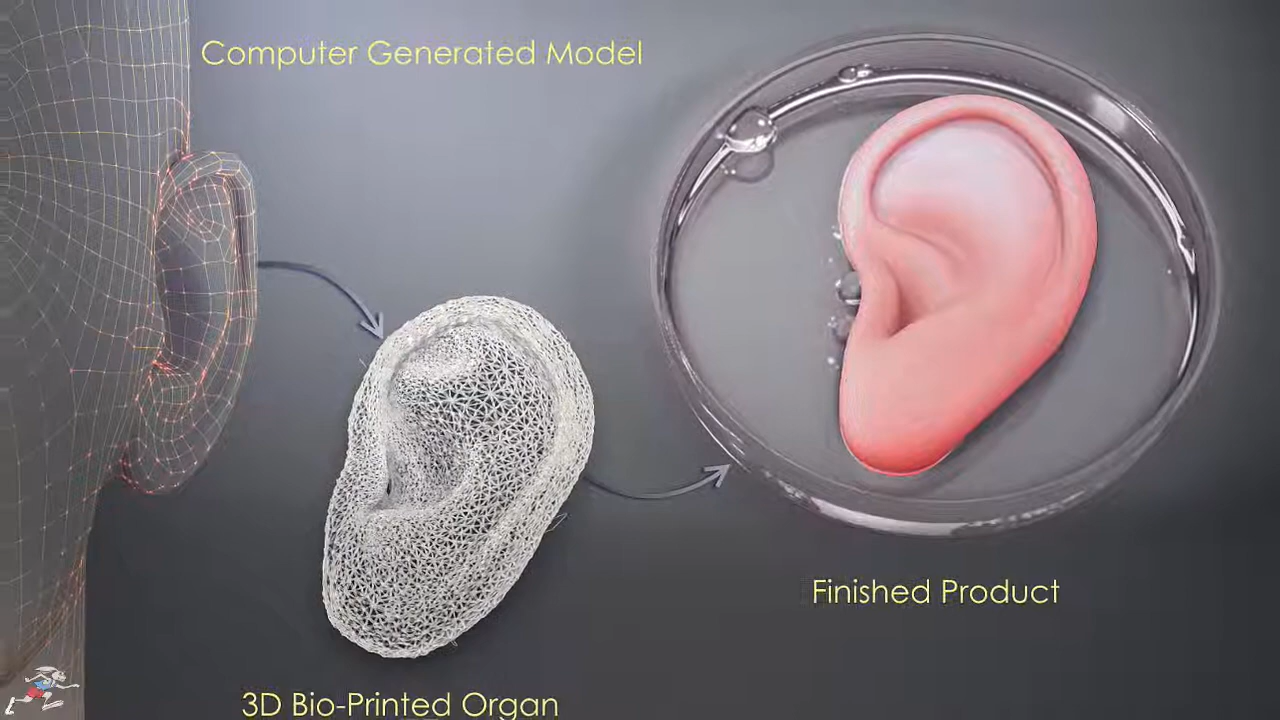 Computer Generated Model
Finished Product
3D Bio-Printed Organ